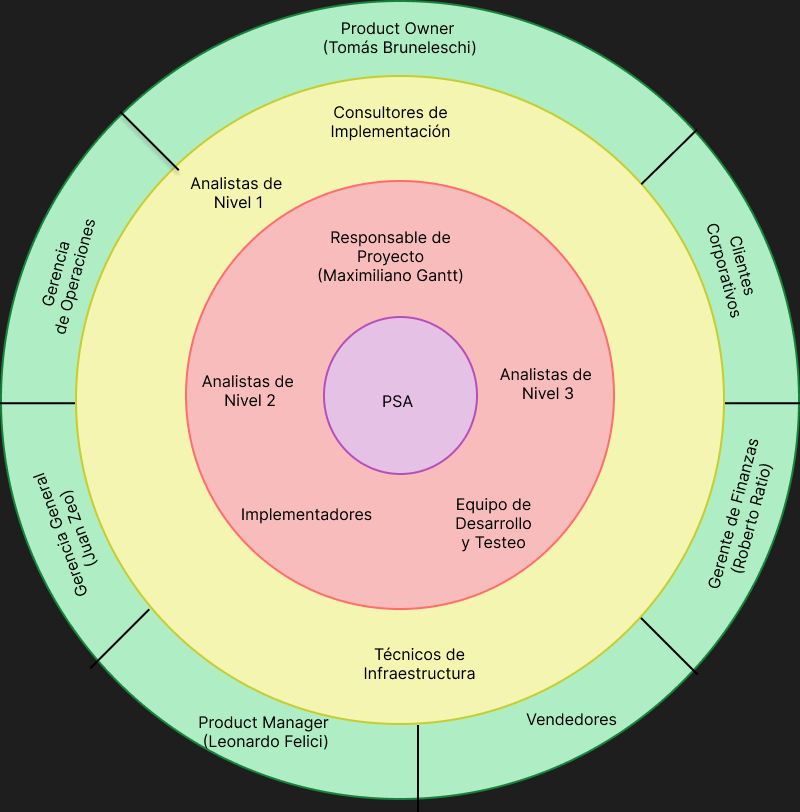 Product Owner
(Tomás Bruneleschi)
Consultores de
Implementación
Analistas de
Nivel 1
Gerencia
de Operaciones
Responsable de
Proyecto
(Maximiliano Gantt)
Clientes
Corporativos
Analistas de
Nivel 2
PSA
Analistas de
Nivel 3
Gerencia General
(Juan Zeo)
Implementadores
Equipo de
Desarrollo
y Testeo
Gerente de Finanzas
(Roberto Ratio)
Técnicos de
Infraestructura
Product Manager
(Leonardo Felici)
Vendedores